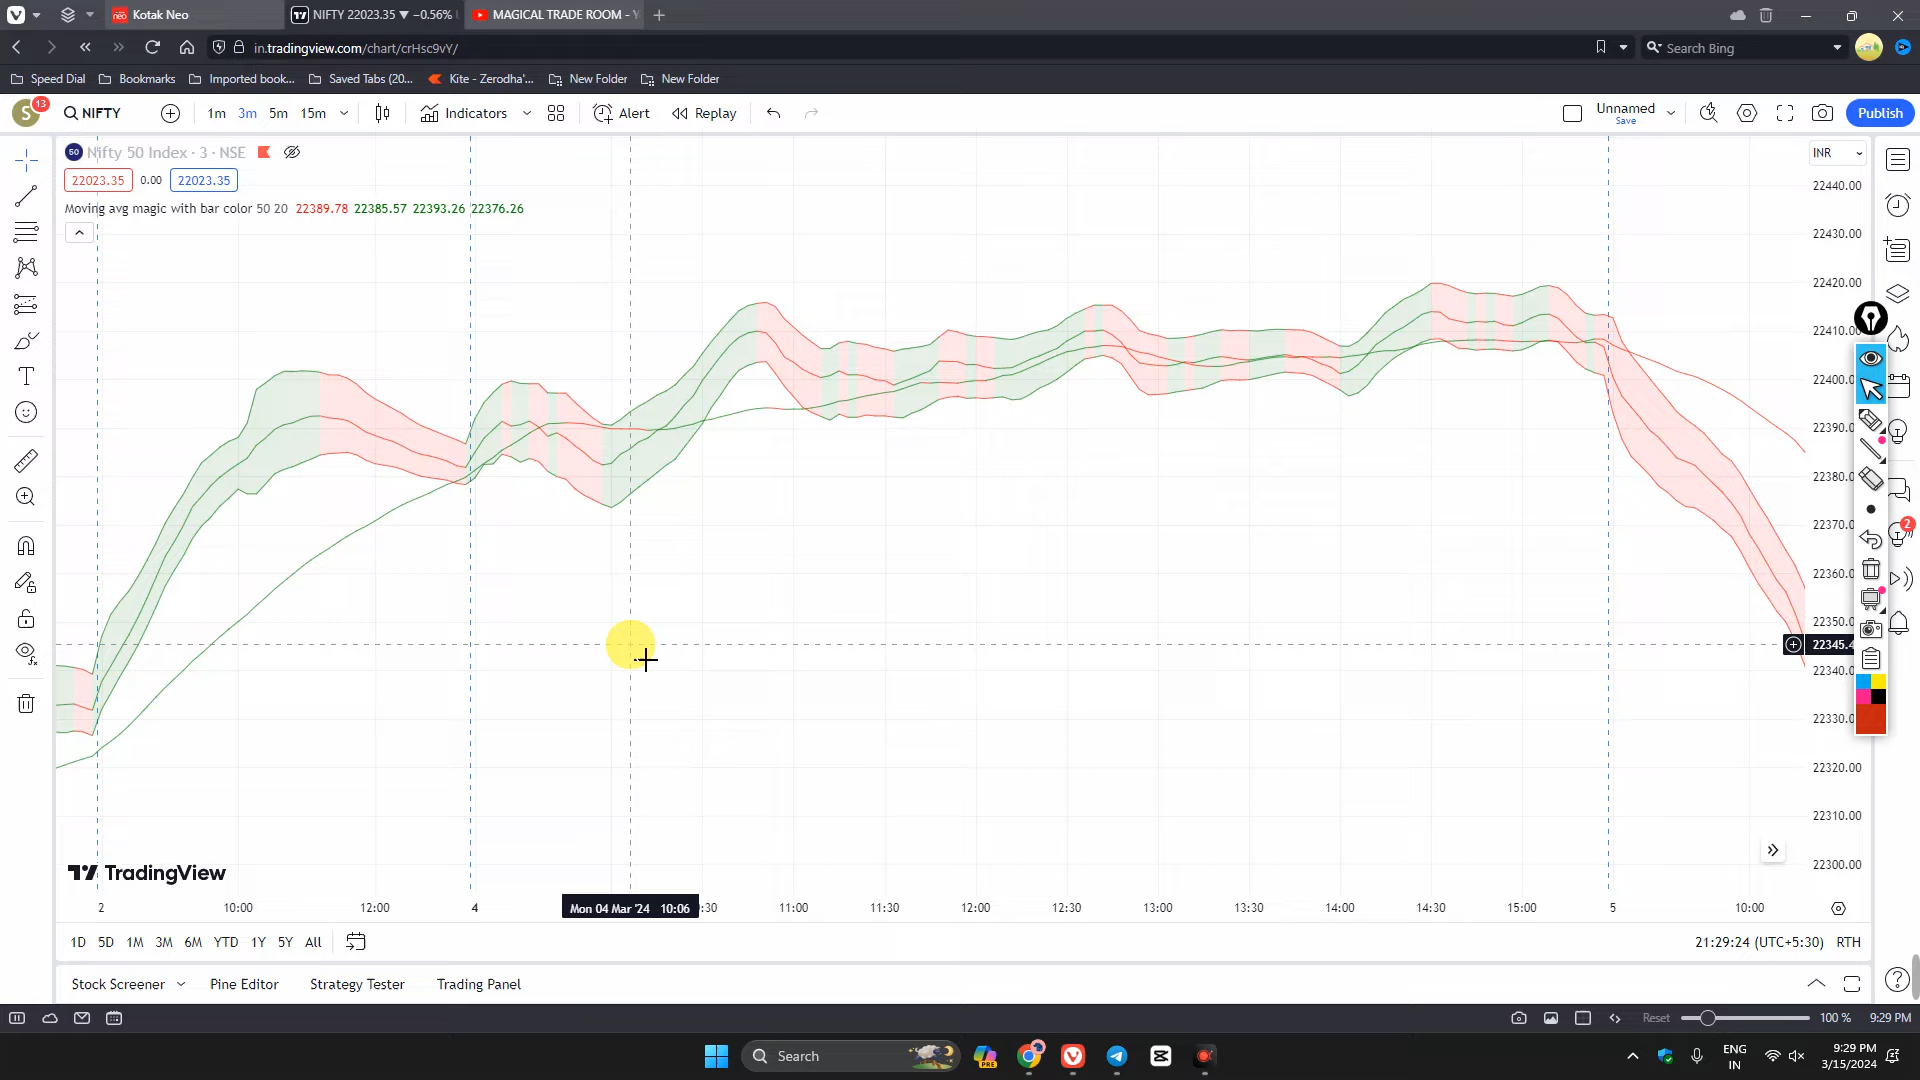 Kotak Neo
NIFTY 22023.35 ▼ −0.56%
MAGICAL TRADE ROOM - Y
in.tradingview.com/chart/crHsc9vY/
Search Bing
Speed Dial
Bookmarks
Imported book...
Saved Tabs (20...
Kite - Zerodha'...
New Folder
New Folder
S
13
NIFTY
1m 3m 5m 15m
Indicators
Alert
Replay
Unnamed
Save
Publish
50 Nifty 50 Index · 3 · NSE
22023.35 0.00 22023.35
Moving avg magic with bar color 50 20 22389.78 22385.57 22393.26 22376.26
INR
22440.00
22430.00
22420.00
22410.0
22400.0
22390.0
22380.0
22370.0
22360.0
22350.0
22345.4
22340.0
22330.0
22320.00
22310.00
22300.00
2
TradingView
2 10:00 12:00 4 Mon 04 Mar '24 10:06 :30 11:00 11:30 12:00 12:30 13:00 13:30 14:00 14:30 15:00 5 10:00
1D 5D 1M 3M 6M YTD 1Y 5Y All
21:29:24 (UTC+5:30) RTH
Stock Screener
Pine Editor
Strategy Tester
Trading Panel
Reset
100 %
9:29 PM
Search
PRE
ENG
IN
9:29 PM
3/15/2024